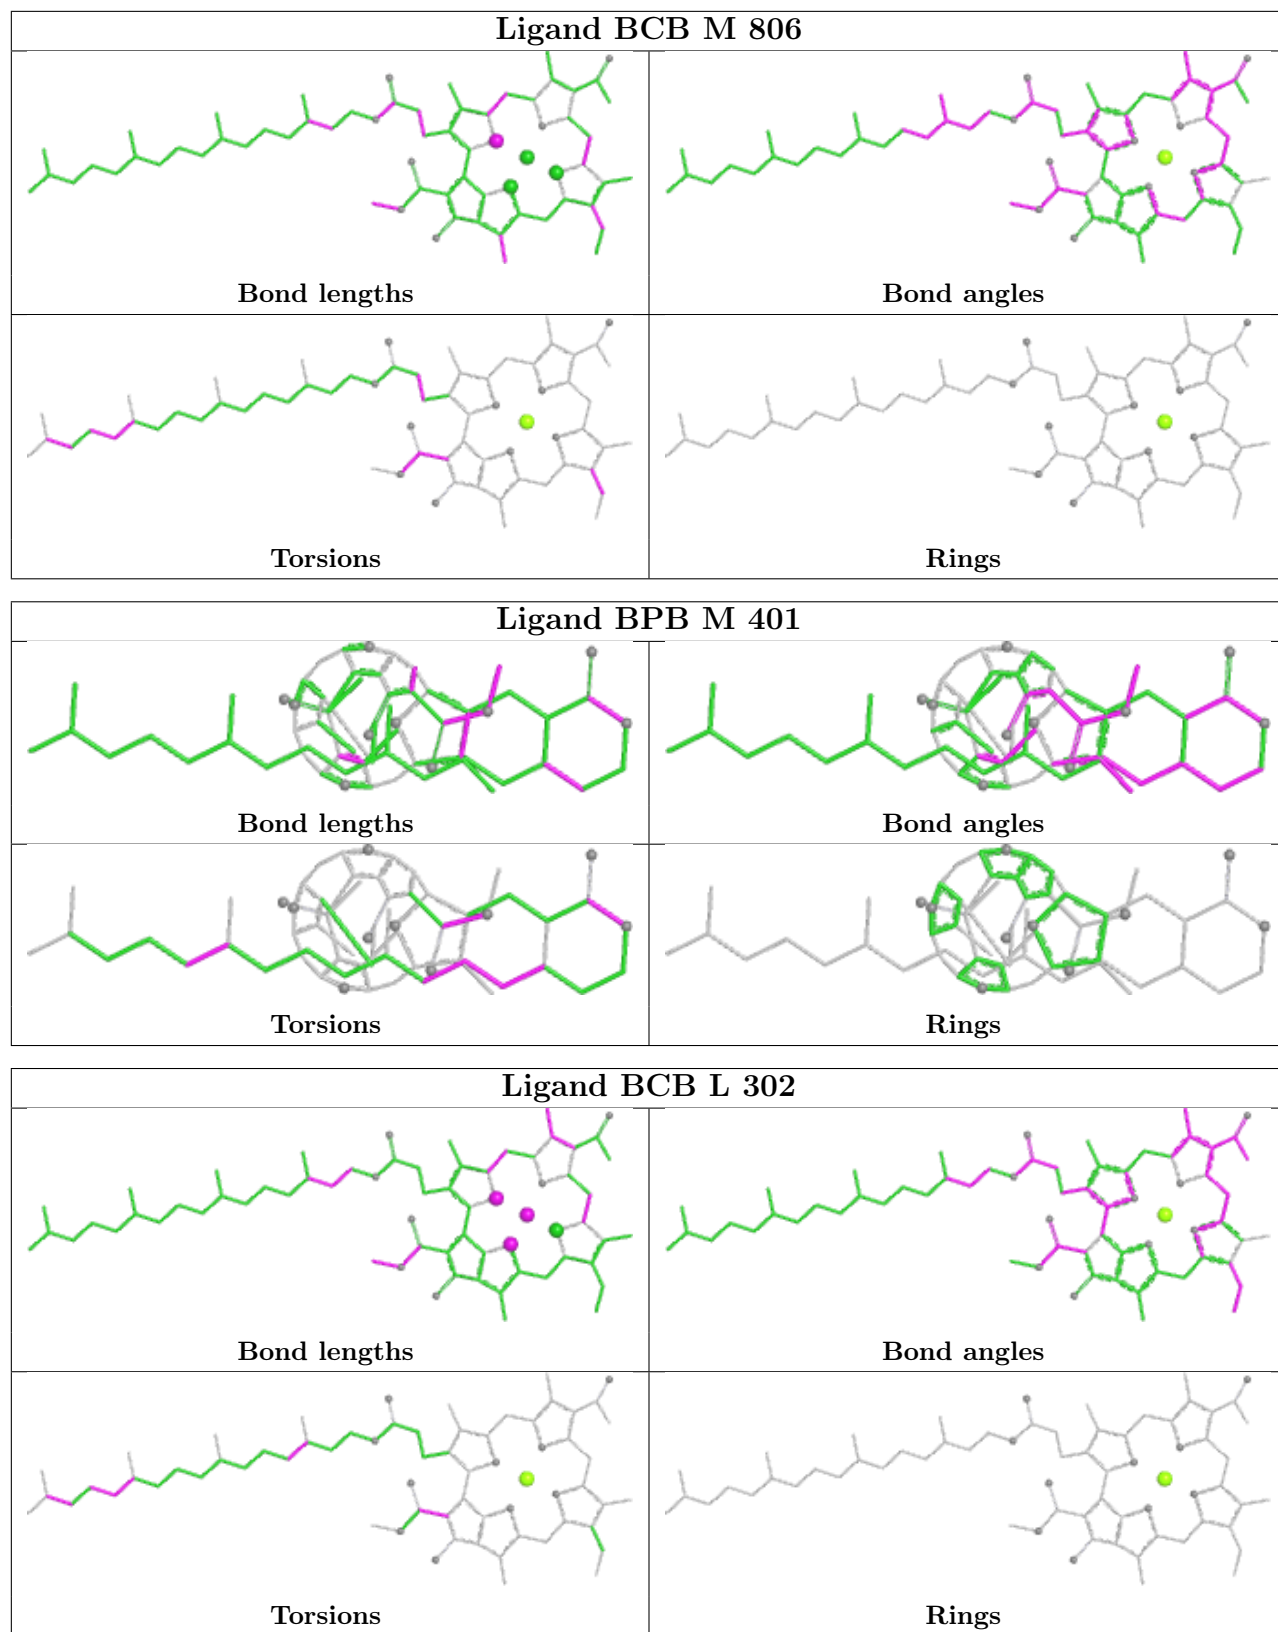 Ligand BCB M 806
Bond lengths
Bond angles
Torsions
Rings
Ligand BPB M 401
Bond lengths
Bond angles
Torsions
Rings
Ligand BCB L 302
Bond lengths
Bond angles
Torsions
Rings